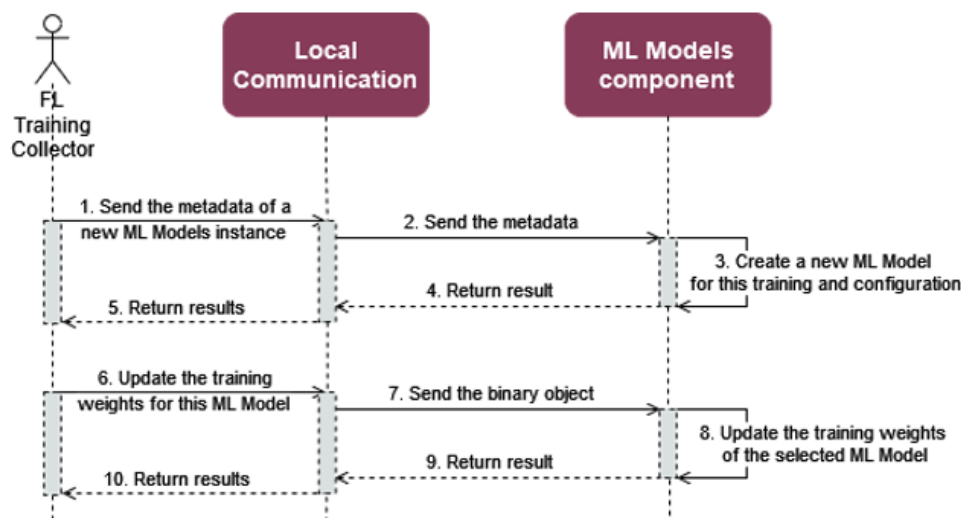 Local
Communication
ML Models
component
FL
Training
Collector
1. Send the metadata of a
new ML Models instance
2. Send the metadata
3. Create a new ML Model
for this training and configuration
4. Return result
5. Return results
6. Update the training
weights for this ML Model
7. Send the binary object
8. Update the training weights
of the selected ML Model
9. Return result
10. Return results